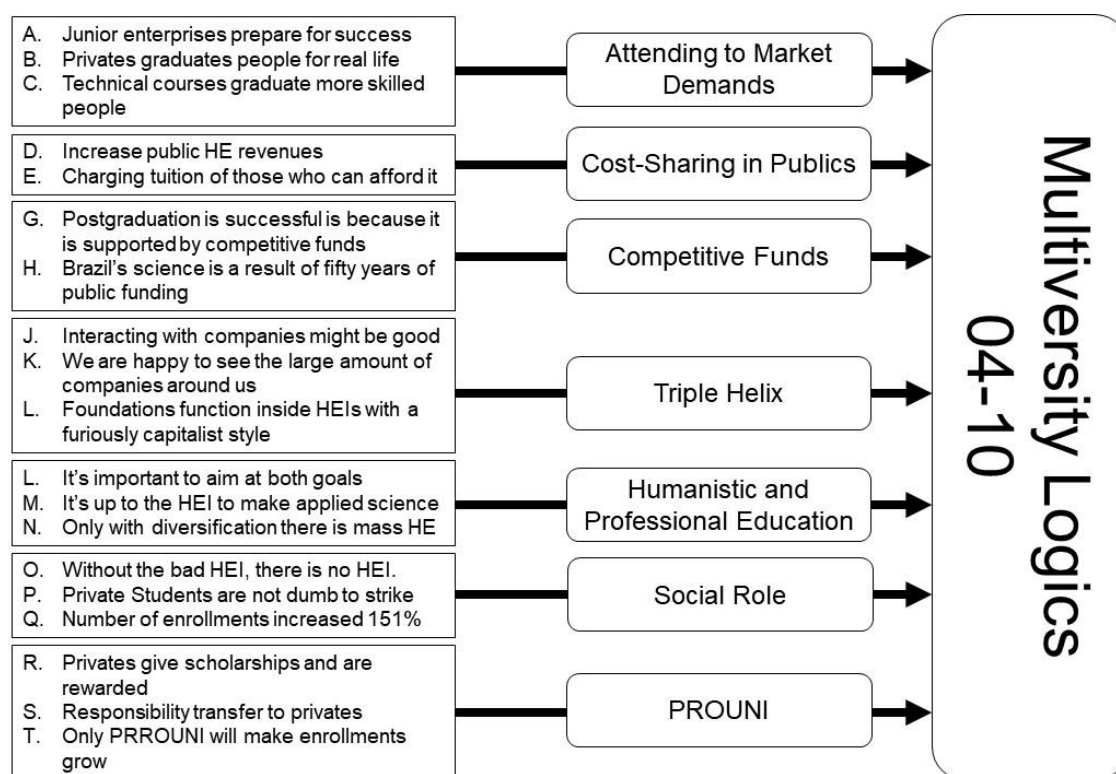 A. Junior enterprises prepare for success
B. Privates graduates people for real life
C. Technical courses graduate more skilled
people
Attending to Market
Demands
D. Increase public HE revenues
E. Charging tuition of those who can afford it
Cost-Sharing in Publics
G. Postgraduation is successful is because it
is supported by competitive funds
H. Brazil's science is a result of fifty years of
public funding
Competitive Funds
J. Interacting with companies might be good
K. We are happy to see the large amount of
companies around us
L. Foundations function inside HEIs with a
furiously capitalist style
Triple Helix
L. It's important to aim at both goals
M. It's up to the HEI to make applied science
N. Only with diversification there is mass HE
Humanistic and
Professional Education
O. Without the bad HEI, there is no HEI.
P. Private Students are not dumb to strike
Q. Number of enrollments increased 151%
Social Role
R. Privates give scholarships and are
rewarded
S. Responsibility transfer to privates
T. Only PRROUNI will make enrollments
grow
PROUNI
Multiversity Logics
04-10